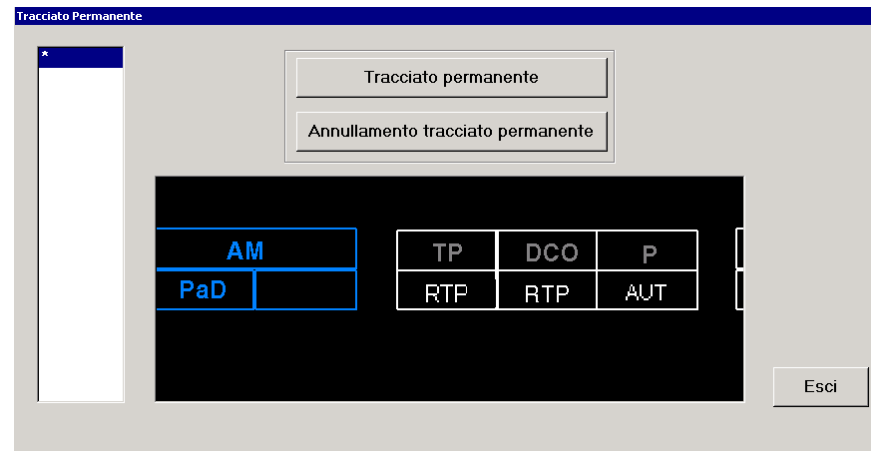 Tracciato Permanente
*
Tracciato permanente
Annullamento tracciato permanente
AM
TP DCO P
PaD
RTP RTP AUT
Esci